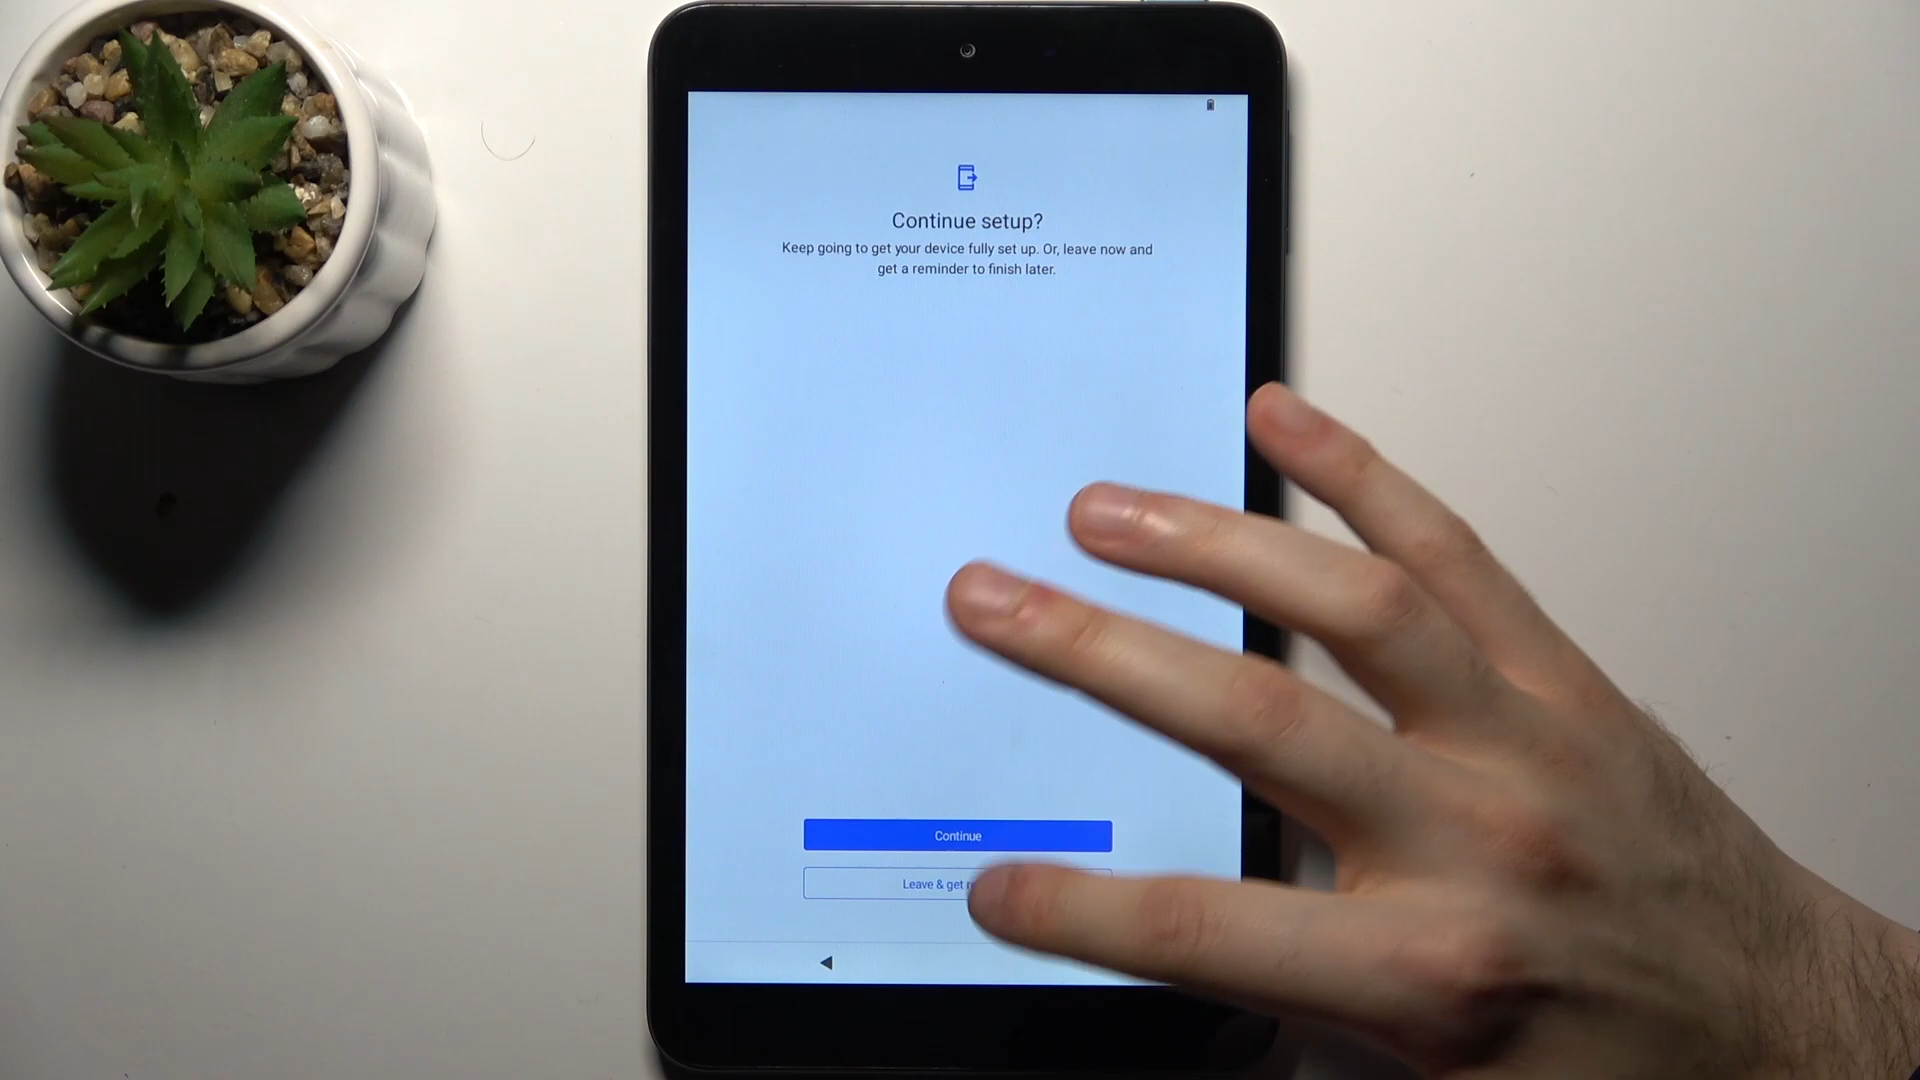 Continue setup?
Keep going to get your device fully set up. Or, leave now and
get a reminder to finish later.
Continue
Leave & get